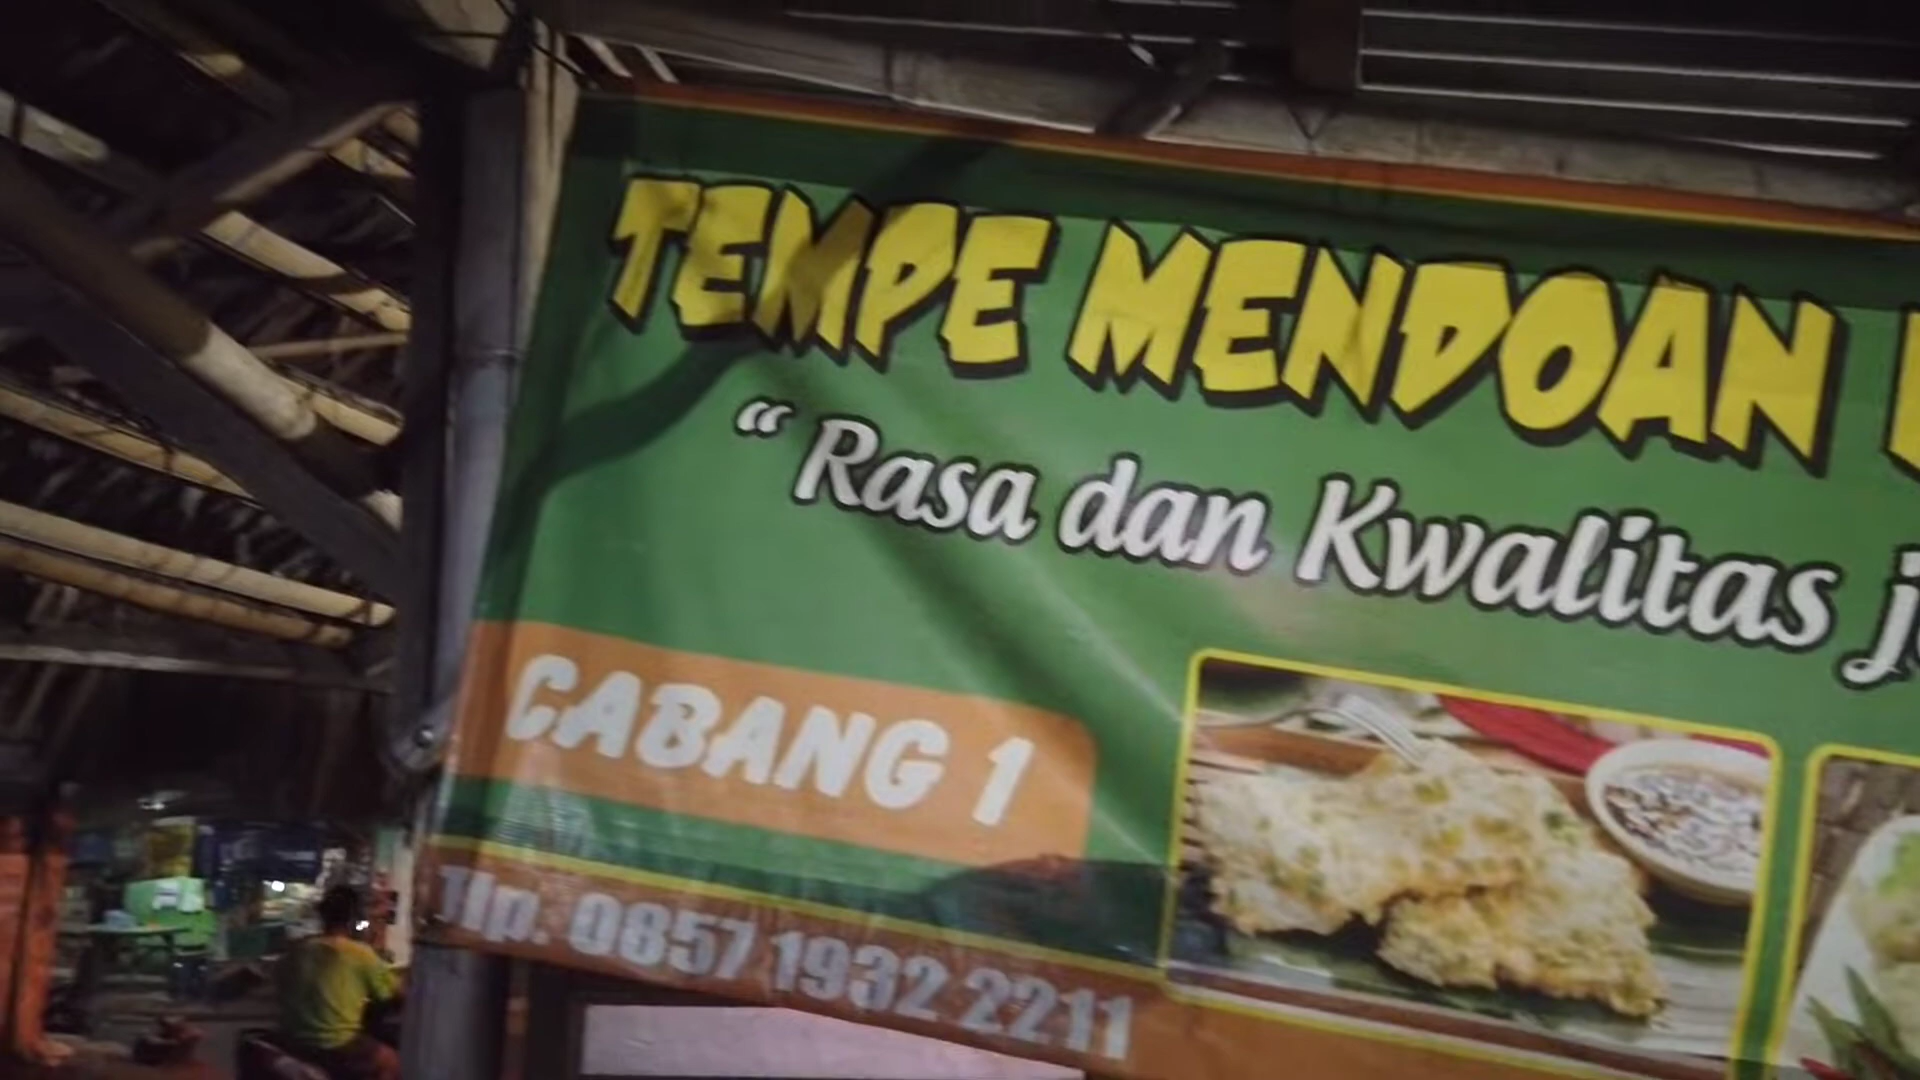 TEMPE MENDOAN
“ Rasa dan Kwalitas
CABANG 1
Tlp. 0857 1932 2211